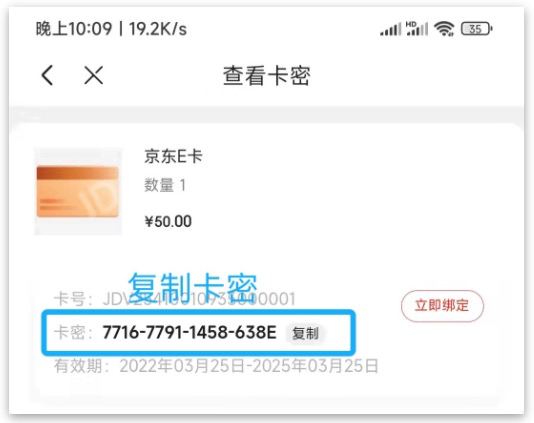 晚上10:09 | 19.2K/s
HD
35
查看卡密
京东E卡
数量 1
¥50.00
复制卡密
卡号：
立即绑定
卡密：7716-7791-1458-638E 复制
有效期：2022年03月25日-2025年03月25日